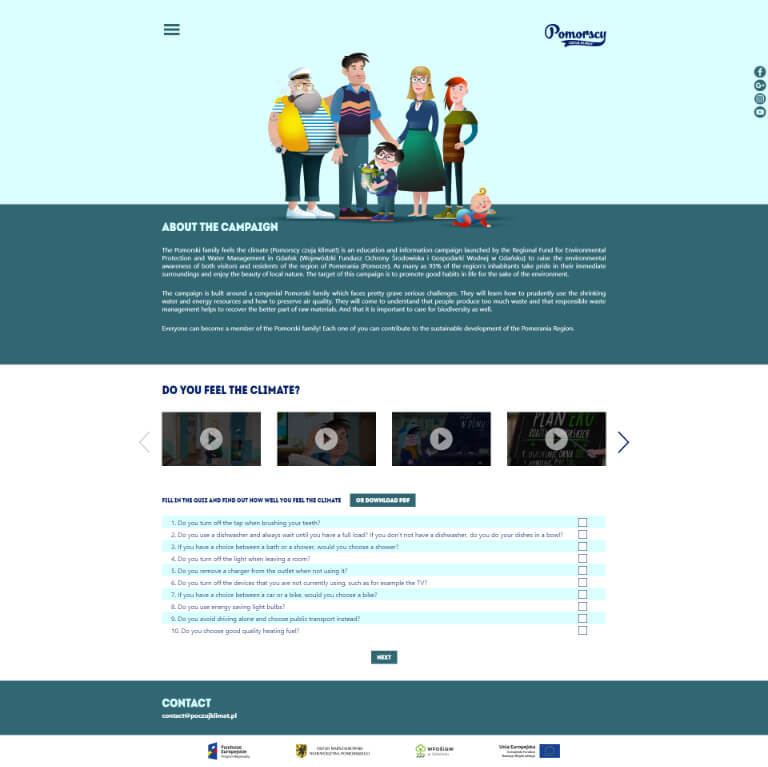 Pomorscy
ABOUT THE CAMPAIGN
The Pomorski family feels the climate (Pomorscy czują klimat!) is an education and information campaign launched by the Regional Fund for Environmental
Protection and Water Management in Gdańsk (Wojewódzki Fundusz Ochrony Środowiska i Gospodarki Wodnej w Gdańsku) to raise the environmental
awareness of both visitors and residents of the region of Pomerania (Pomorze). As many as 93% of the region's inhabitants take pride in their immediate
surroundings and enjoy the beauty of local nature. The target of this campaign is to promote good habits in life for the sake of the environment.
The campaign is built around a congenial Pomorski family which faces pretty grave serious challenges. They will learn how to prudently use the shrinking
water and energy resources and how to preserve air quality. They will come to understand that people produce too much waste and that responsible waste
management helps to recover the better part of raw materials. And that it is important to care for biodiversity as well.
Everyone can become a member of the Pomorski family! Each one of you can contribute to the sustainable development of the Pomerania Region.
DO YOU FEEL THE CLIMATE?
W DOMU
PLAN EKO
FILL IN THE QUIZ AND FIND OUT HOW WELL YOU FEEL THE CLIMATE OR DOWNLOAD PDF
1. Do you turn off the tap when brushing your teeth?
2. Do you use a dishwasher and always wait until you have a full load? If you don't not have a dishwasher, do you do your dishes in a bowl?
3. If you have a choice between a bath or a shower, would you choose a shower?
4. Do you turn off the light when leaving a room?
5. Do you remove a charger from the outlet when not using it?
6. Do you turn off the devices that you are not currently using, such as for example the TV?
7. If you have a choice between a car or a bike, would you choose a bike?
8. Do you use energy saving light bulbs?
9. Do you avoid driving alone and choose public transport instead?
10. Do you choose good quality heating fuel?
NEXT
CONTACT
contact@poczajklimat.pl
Fundusze
Europejskie
Program Regionalny
URZĄD MARSZAŁKOWSKI
WOJEWÓDZTWA POMORSKIEGO
WFOŚiGW
w Gdańsku
Unia Europejska